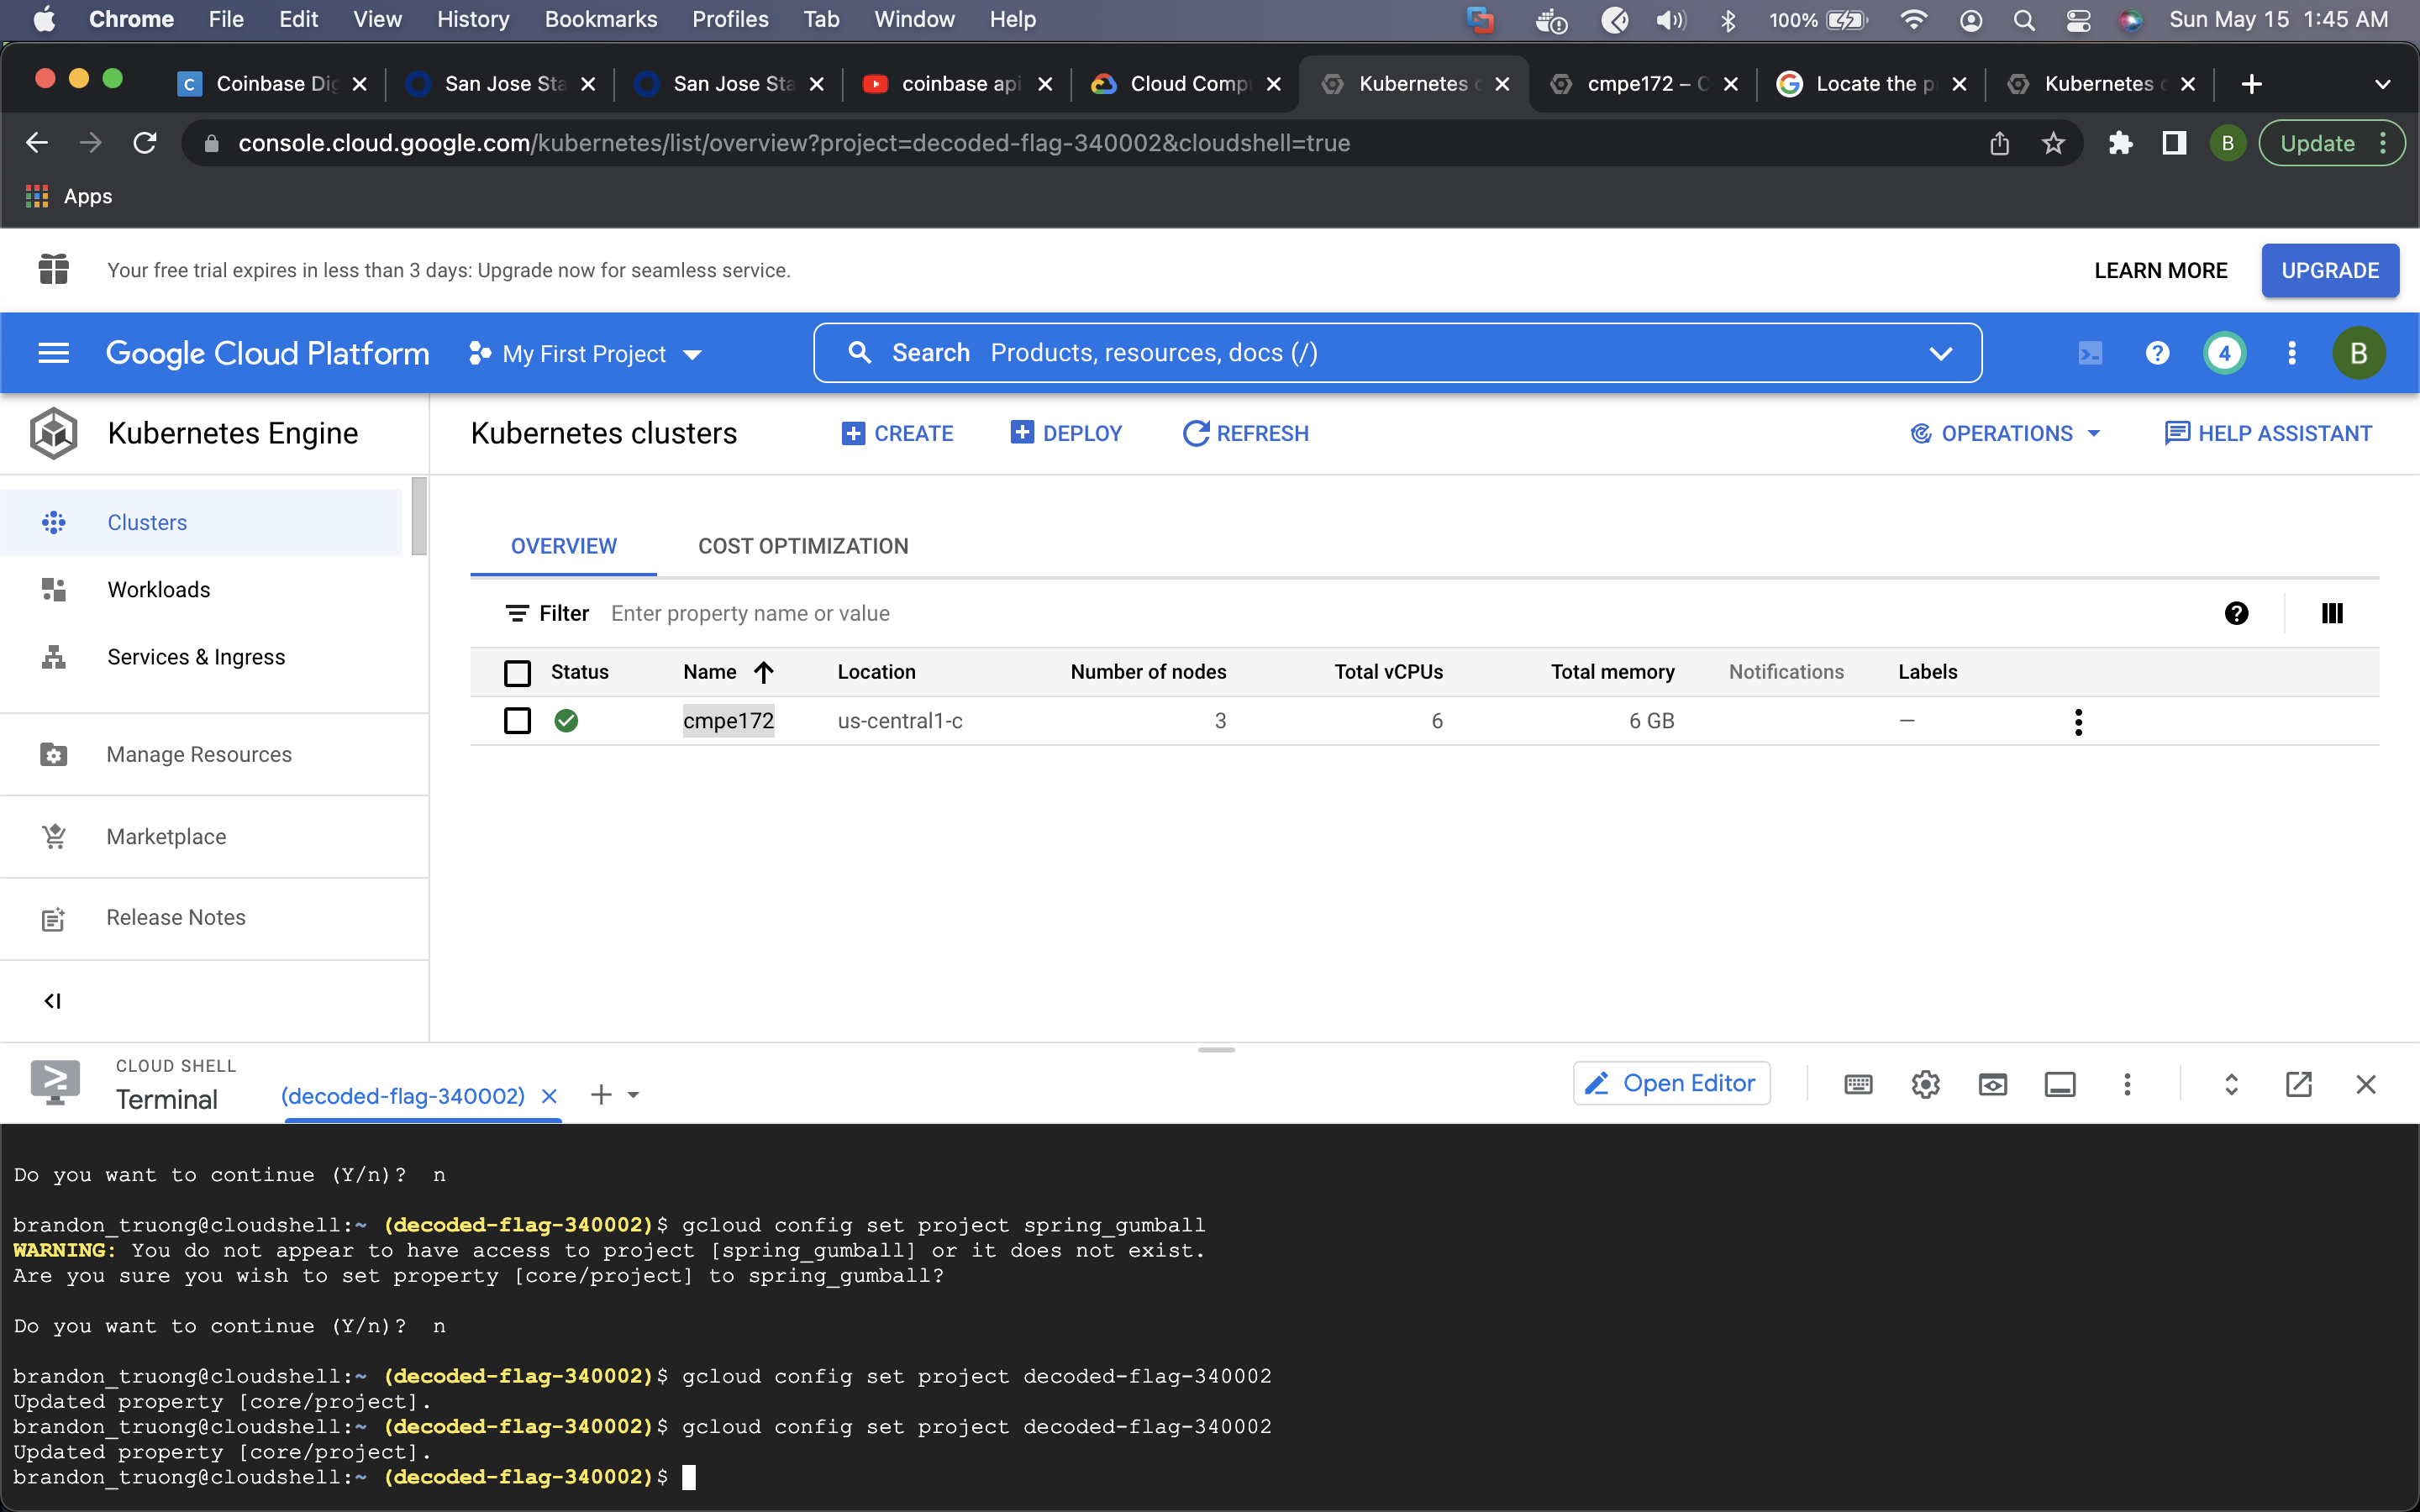 Chrome File Edit View History Bookmarks Profiles Tab Window Help 100% Sun May 15 1:45 AM
Coinbase Dig San Jose Sta San Jose Sta coinbase api Cloud Comp Kubernetes c cmpe172 – C Locate the p Kubernetes c
console.cloud.google.com/kubernetes/list/overview?project=decoded-flag-340002&cloudshell=true B Update
Apps
Your free trial expires in less than 3 days: Upgrade now for seamless service. LEARN MORE UPGRADE
Google Cloud Platform My First Project Search Products, resources, docs (/) 4 B
Kubernetes Engine Kubernetes clusters CREATE DEPLOY REFRESH OPERATIONS HELP ASSISTANT
Clusters
Workloads
Services & Ingress
Manage Resources
Marketplace
Release Notes
OVERVIEW COST OPTIMIZATION
Filter Enter property name or value
Status Name Location Number of nodes Total vCPUs Total memory Notifications Labels
cmpe172 us-central1-c 3 6 6 GB —
CLOUD SHELL
Terminal (decoded-flag-340002) Open Editor
Do you want to continue (Y/n)? n
brandon_truong@cloudshell:~ (decoded-flag-340002)$ gcloud config set project spring_gumball
WARNING: You do not appear to have access to project [spring_gumball] or it does not exist.
Are you sure you wish to set property [core/project] to spring_gumball?
Do you want to continue (Y/n)? n
brandon_truong@cloudshell:~ (decoded-flag-340002)$ gcloud config set project decoded-flag-340002
Updated property [core/project].
brandon_truong@cloudshell:~ (decoded-flag-340002)$ gcloud config set project decoded-flag-340002
Updated property [core/project].
brandon_truong@cloudshell:~ (decoded-flag-340002)$